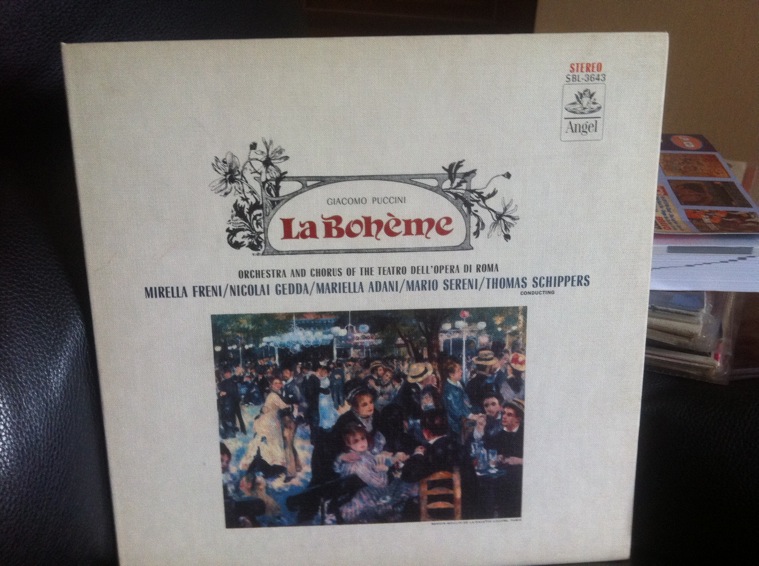 STEREO
SBL-3643
Angel
GIACOMO PUCCINI
La Bohème
ORCHESTRA AND CHORUS OF THE TEATRO DELL'OPERA DI ROMA
MIRELLA FRENI/NICOLAI GEDDA/MARIELLA ADANI/MARIO SERENI/THOMAS SCHIPPERS
CONDUCTING